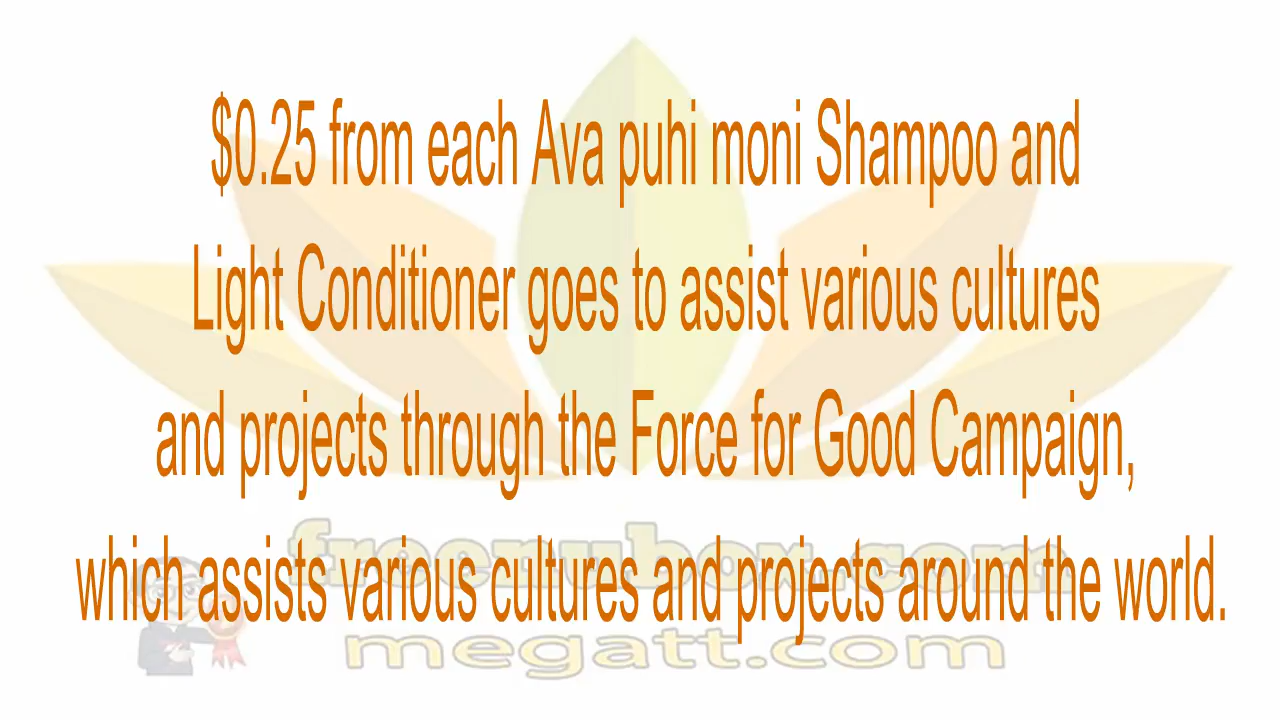 $0.25 from each Ava puhi moni Shampoo and
Light Conditioner goes to assist various cultures
and projects through the Force for Good Campaign,
which assists various cultures and projects around the world.
freenubox.com
megatt.com